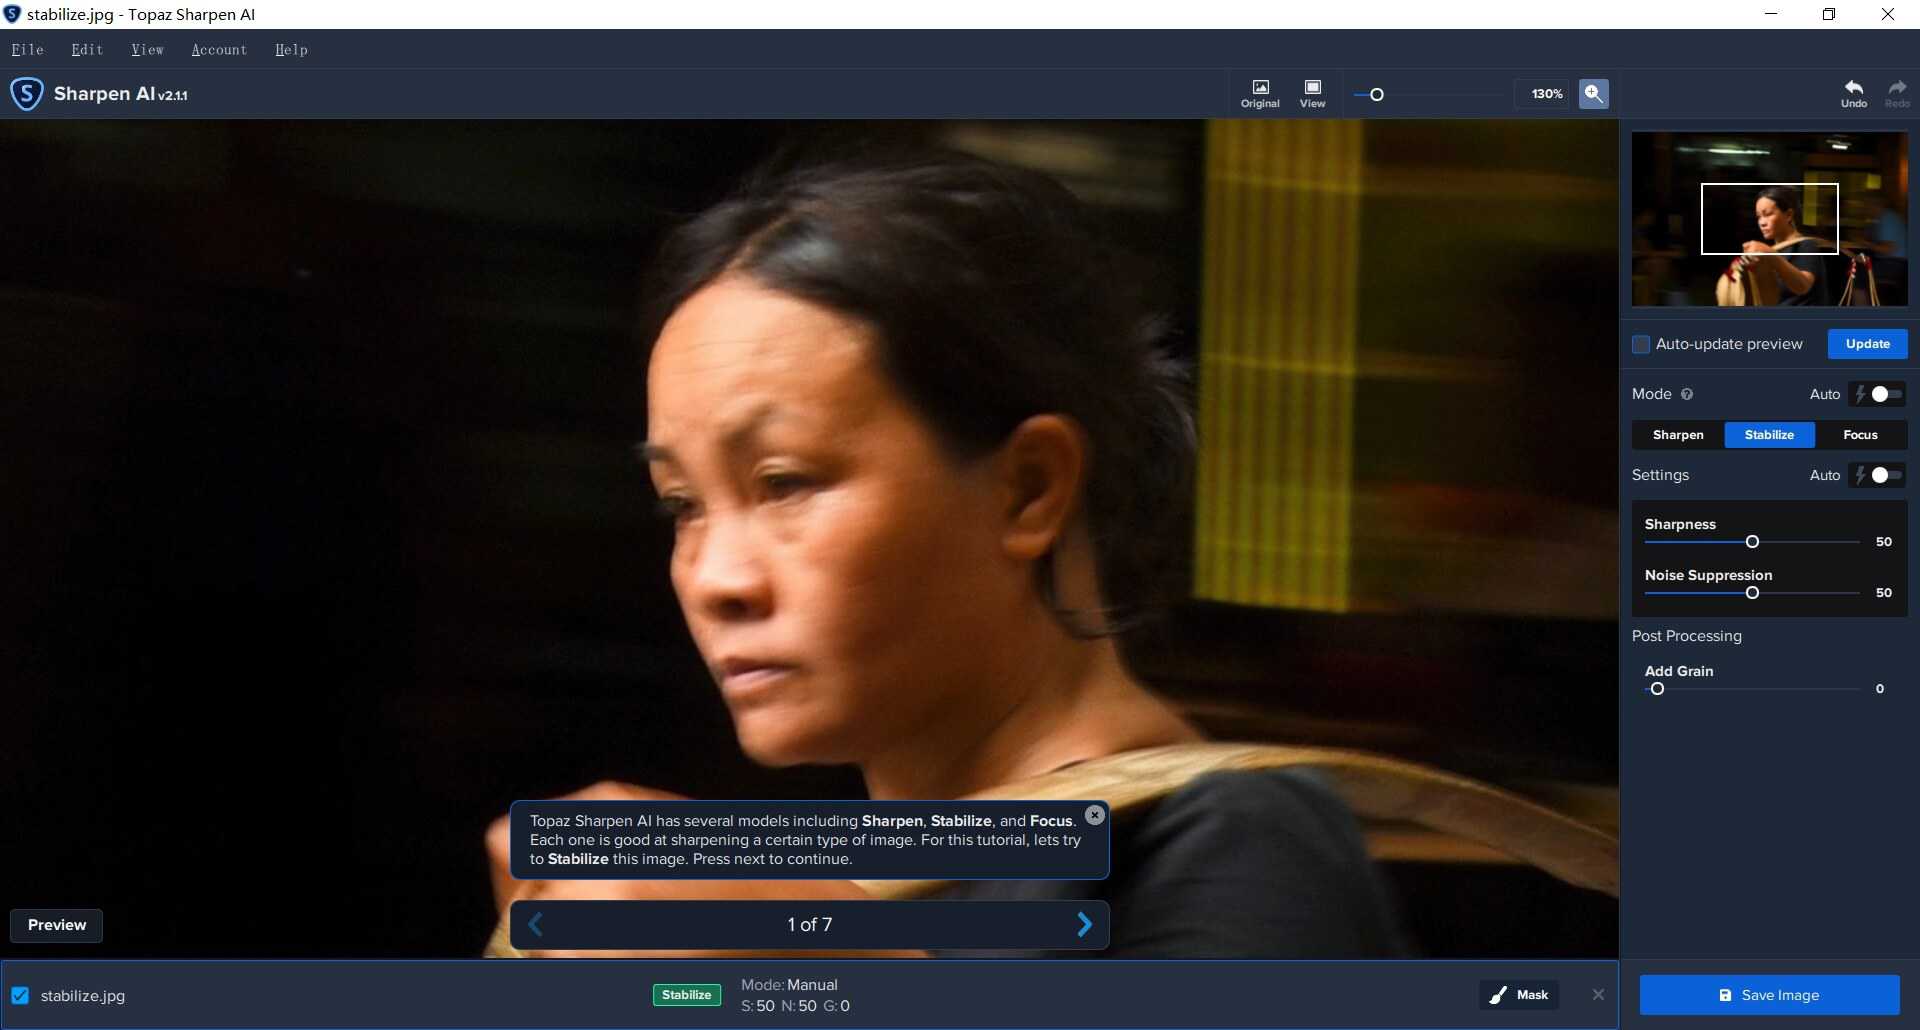 stabilize.jpg - Topaz Sharpen AI
File Edit View Account Help
Sharpen AI v2.1.1
Original View 130% Undo Redo
Auto-update preview Update
Mode Auto
Sharpen Stabilize Focus
Settings Auto
Sharpness
50
Noise Suppression
50
Post Processing
Add Grain
0
Topaz Sharpen AI has several models including Sharpen, Stabilize, and Focus.
Each one is good at sharpening a certain type of image. For this tutorial, lets try
to Stabilize this image. Press next to continue.
Preview
1 of 7
stabilize.jpg
Stabilize
Mode: Manual
S: 50 N: 50 G: 0
Mask
Save Image